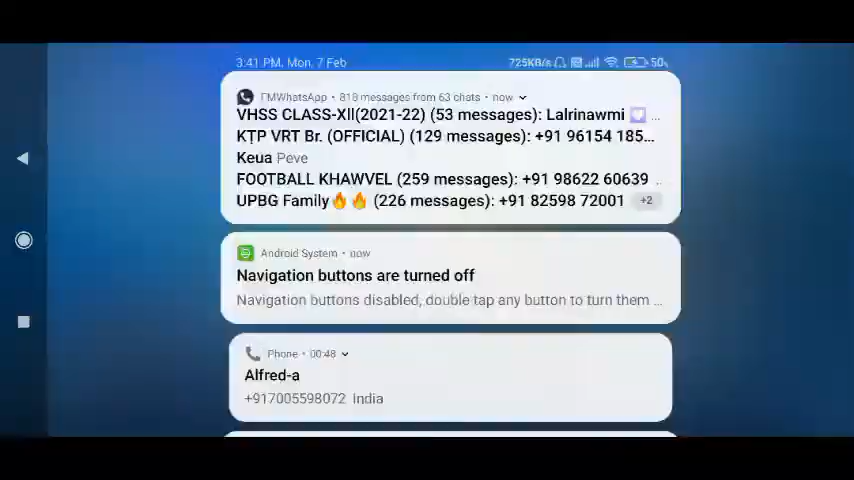 3:41 PM, Mon, 7 Feb 725KB/s 50%
FMWhatsApp • 818 messages from 63 chats • now
VHSS CLASS-XII(2021-22) (53 messages): Lalrinawmi 💟 ...
KṬP VRT Br. (OFFICIAL) (129 messages): +91 96154 185...
Keua Peve
FOOTBALL KHAWVEL (259 messages): +91 98622 60639 ...
UPBG Family🔥🔥 (226 messages): +91 82598 72001 +2
Android System • now
Navigation buttons are turned off
Navigation buttons disabled, double tap any button to turn them ...
Phone • 00:48
Alfred-a
+917005598072 India